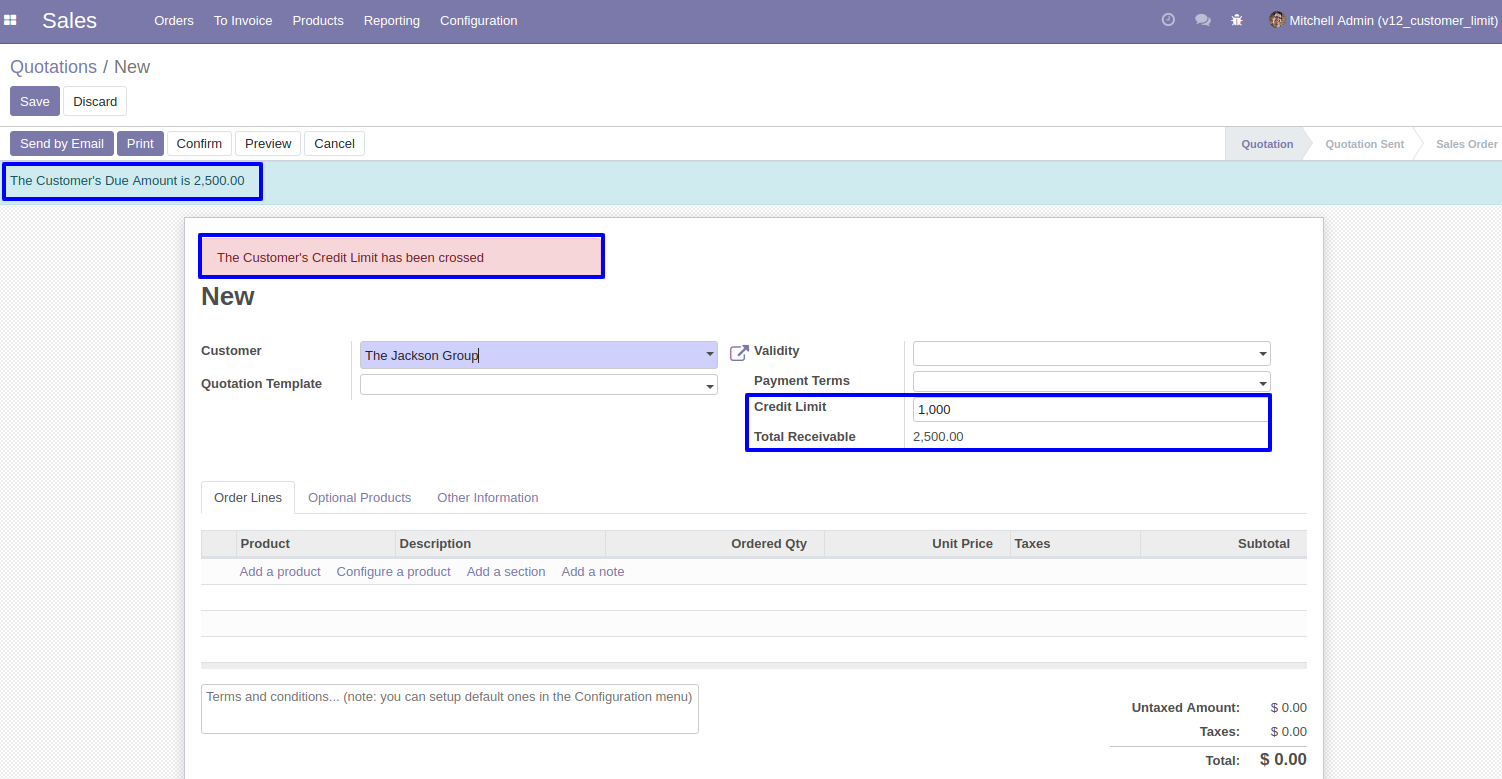 Sales Orders To Invoice Products Reporting Configuration Mitchell Admin (v12_customer_limit)
Quotations / New
Save Discard
Send by Email Print Confirm Preview Cancel Quotation Quotation Sent Sales Order
The Customer's Due Amount is 2,500.00
The Customer's Credit Limit has been crossed
New
Customer The Jackson Group Validity
Quotation Template Payment Terms
Credit Limit 1,000
Total Receivable 2,500.00
Order Lines Optional Products Other Information
Product Description Ordered Qty Unit Price Taxes Subtotal
Add a product Configure a product Add a section Add a note
Terms and conditions... (note: you can setup default ones in the Configuration menu)
Untaxed Amount: $ 0.00
Taxes: $ 0.00
Total: $ 0.00